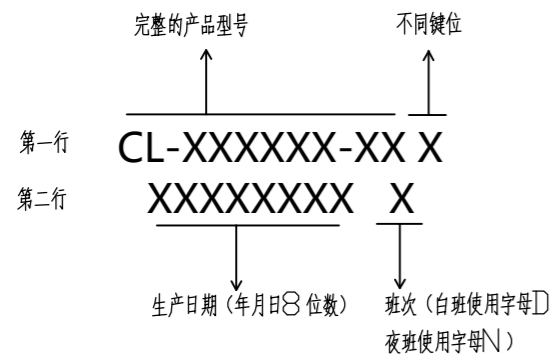 完整的产品型号 不同键位
第一行 CL-XXXXXX-XX X
第二行 XXXXXXXX X
生产日期（年月日8位数） 班次（白班使用字母D
夜班使用字母N）